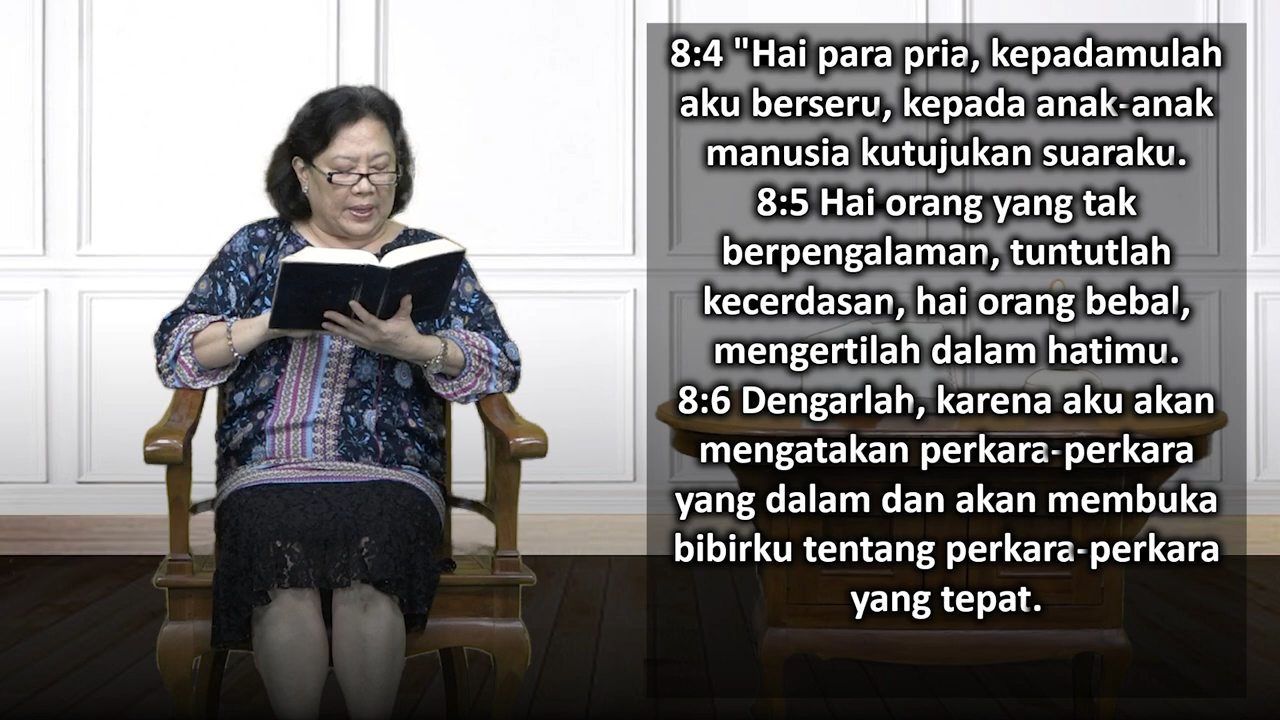 8:4 "Hai para pria, kepadamulah
aku berseru, kepada anak-anak
manusia kutujukan suaraku.
8:5 Hai orang yang tak
berpengalaman, tuntutlah
kecerdasan, hai orang bebal,
mengertilah dalam hatimu.
8:6 Dengarlah, karena aku akan
mengatakan perkara-perkara
yang dalam dan akan membuka
bibirku tentang perkara-perkara
yang tepat.